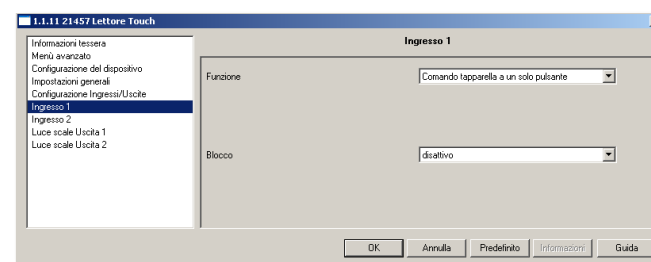 1.1.11 21457 Lettore Touch
Informazioni tessera
Menù avanzato
Configurazione del dispositivo
Impostazioni generali
Configurazione Ingressi/Uscite
Ingresso 1
Ingresso 2
Luce scale Uscita 1
Luce scale Uscita 2
Ingresso 1
Funzione
Comando tapparella a un solo pulsante
Blocco
disattivo
OK
Annulla
Predefinito
Informazioni
Guida